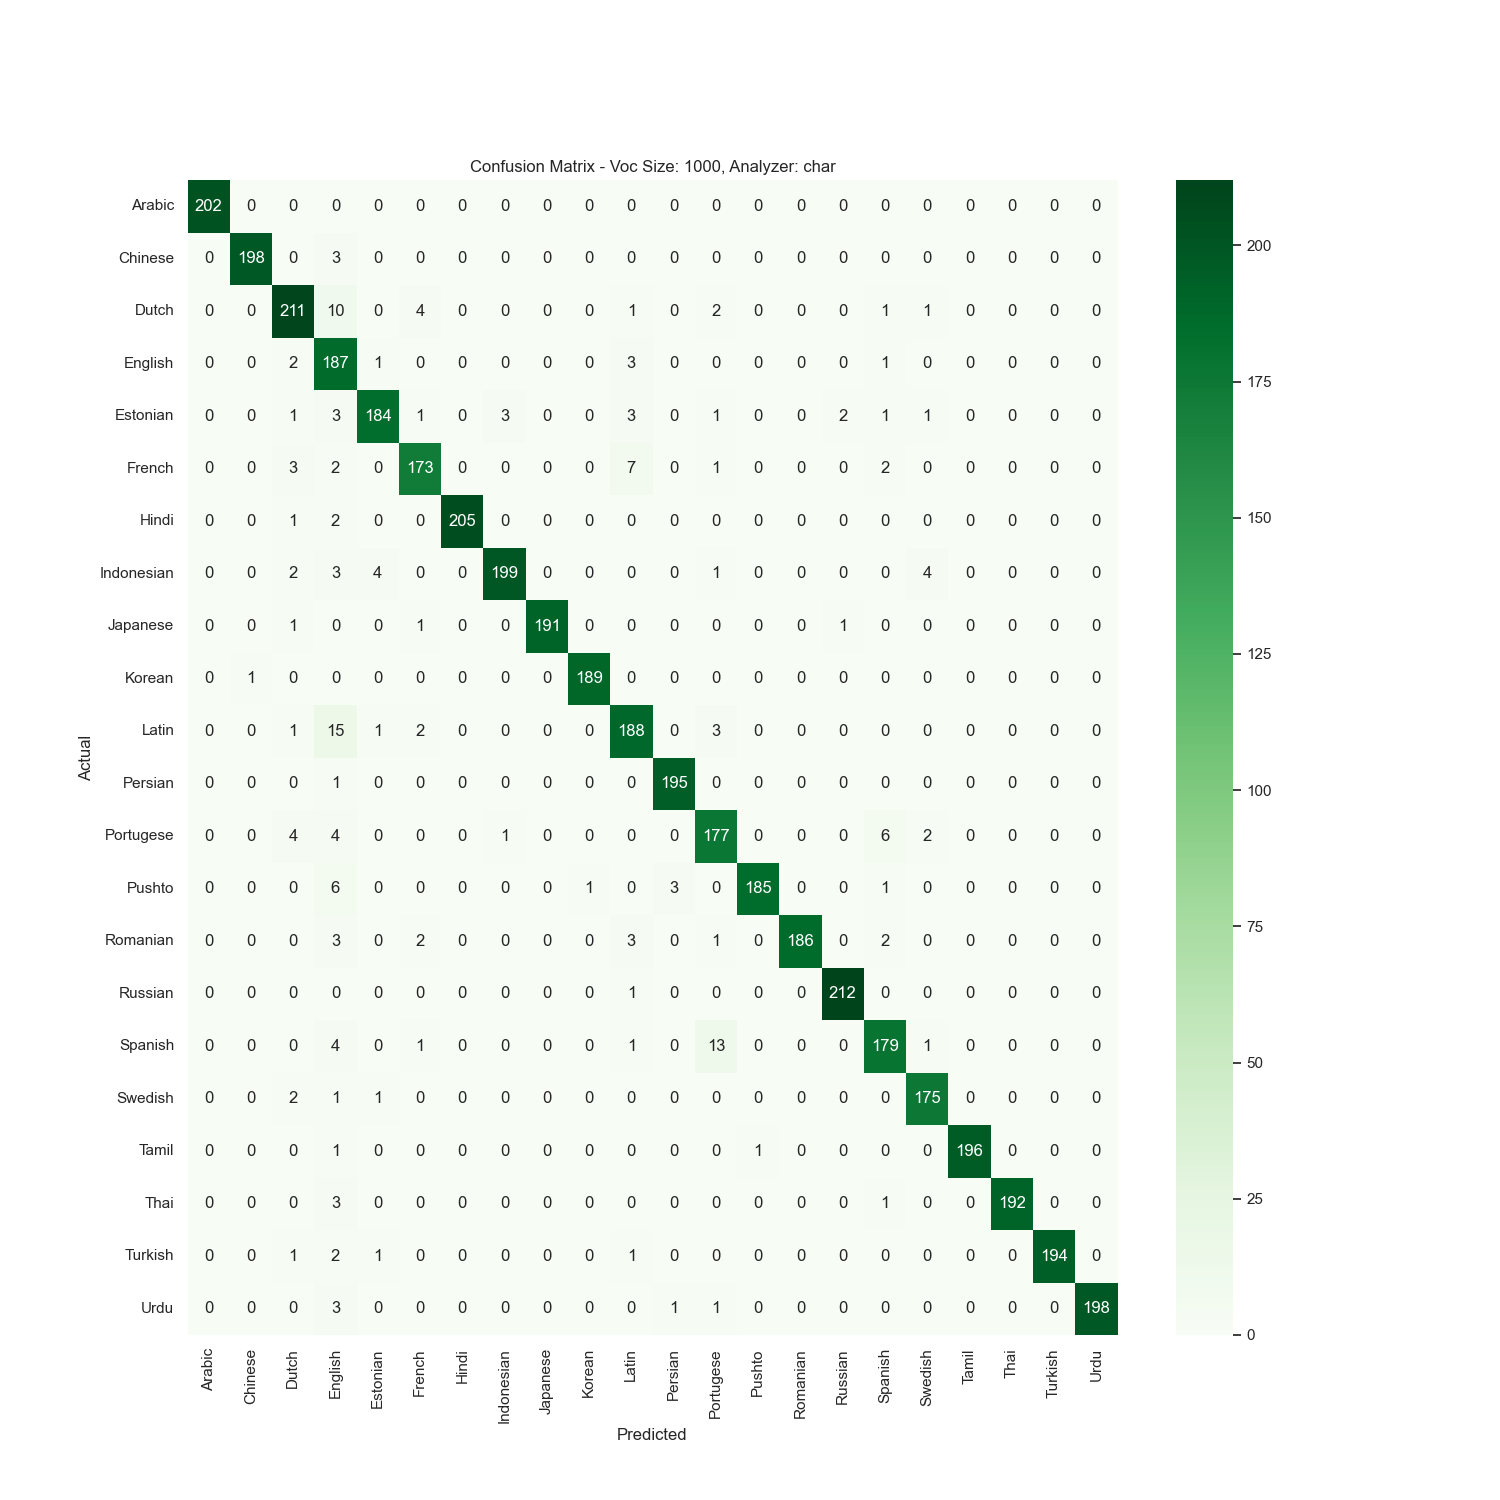 Confusion Matrix - Voc Size: 1000, Analyzer: char
Arabic 202 0 0 0 0 0 0 0 0 0 0 0 0 0 0 0 0 0 0 0 0 0
Chinese 0 198 0 3 0 0 0 0 0 0 0 0 0 0 0 0 0 0 0 0 0 0
Dutch 0 0 211 10 0 4 0 0 0 0 1 0 2 0 0 0 1 1 0 0 0 0
English 0 0 2 187 1 0 0 0 0 0 3 0 0 0 0 0 1 0 0 0 0 0
Estonian 0 0 1 3 184 1 0 3 0 0 3 0 1 0 0 2 1 1 0 0 0 0
French 0 0 3 2 0 173 0 0 0 0 7 0 1 0 0 0 2 0 0 0 0 0
Hindi 0 0 1 2 0 0 205 0 0 0 0 0 0 0 0 0 0 0 0 0 0 0
Indonesian 0 0 2 3 4 0 0 199 0 0 0 0 1 0 0 0 0 4 0 0 0 0
Japanese 0 0 1 0 0 1 0 0 191 0 0 0 0 0 0 1 0 0 0 0 0 0
Korean 0 1 0 0 0 0 0 0 0 189 0 0 0 0 0 0 0 0 0 0 0 0
Latin 0 0 1 15 1 2 0 0 0 0 188 0 3 0 0 0 0 0 0 0 0 0
Persian 0 0 0 1 0 0 0 0 0 0 0 195 0 0 0 0 0 0 0 0 0 0
Portugese 0 0 4 4 0 0 0 1 0 0 0 0 177 0 0 0 6 2 0 0 0 0
Pushto 0 0 0 6 0 0 0 0 0 1 0 3 0 185 0 0 1 0 0 0 0 0
Romanian 0 0 0 3 0 2 0 0 0 0 3 0 1 0 186 0 2 0 0 0 0 0
Russian 0 0 0 0 0 0 0 0 0 0 1 0 0 0 0 212 0 0 0 0 0 0
Spanish 0 0 0 4 0 1 0 0 0 0 1 0 13 0 0 0 179 1 0 0 0 0
Swedish 0 0 2 1 1 0 0 0 0 0 0 0 0 0 0 0 0 175 0 0 0 0
Tamil 0 0 0 1 0 0 0 0 0 0 0 0 0 1 0 0 0 0 196 0 0 0
Thai 0 0 0 3 0 0 0 0 0 0 0 0 0 0 0 0 1 0 0 192 0 0
Turkish 0 0 1 2 1 0 0 0 0 0 1 0 0 0 0 0 0 0 0 0 194 0
Urdu 0 0 0 3 0 0 0 0 0 0 0 1 1 0 0 0 0 0 0 0 0 198
Actual
Arabic Chinese Dutch English Estonian French Hindi Indonesian Japanese Korean Latin Persian Portugese Pushto Romanian Russian Spanish Swedish Tamil Thai Turkish Urdu
Predicted
200
175
150
125
100
75
50
25
0